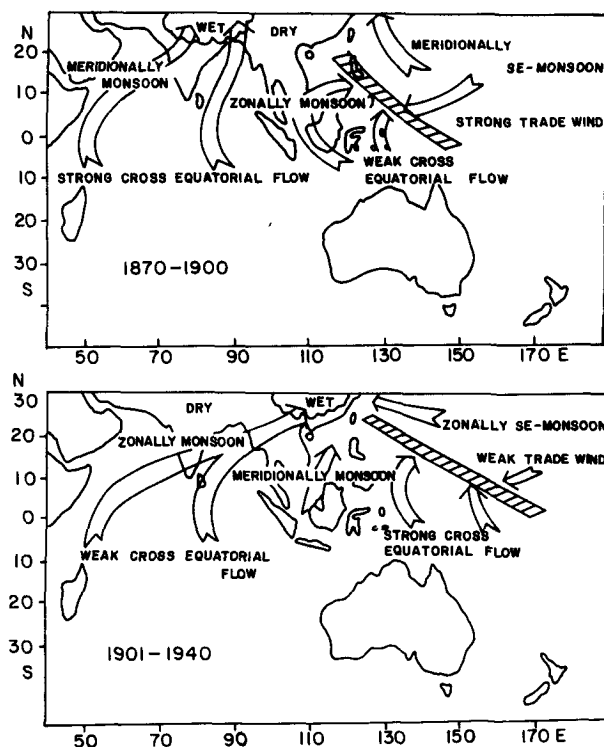 WET
DRY
N
20
10
0
10
20
30
S
MERIDIONALLY
MERIDIONALLY
MONSOON
SE-MONSOON
ZONALLY MONSOON
STRONG TRADE WIND
WEAK CROSS
EQUATORIAL FLOW
STRONG CROSS EQUATORIAL FLOW
1870-1900
50
70
90
110
130
150
170 E
N
30
20
10
0
10
20
30
S
WET
DRY
ZONALLY SE-MONSOON
ZONALLY MONSOON
WEAK TRADE WIND
MERIDIONALLY MONSOON
STRONG CROSS
EQUATORIAL FLOW
WEAK CROSS EQUATORIAL
FLOW
1901-1940
50
70
90
110
130
150
170 E